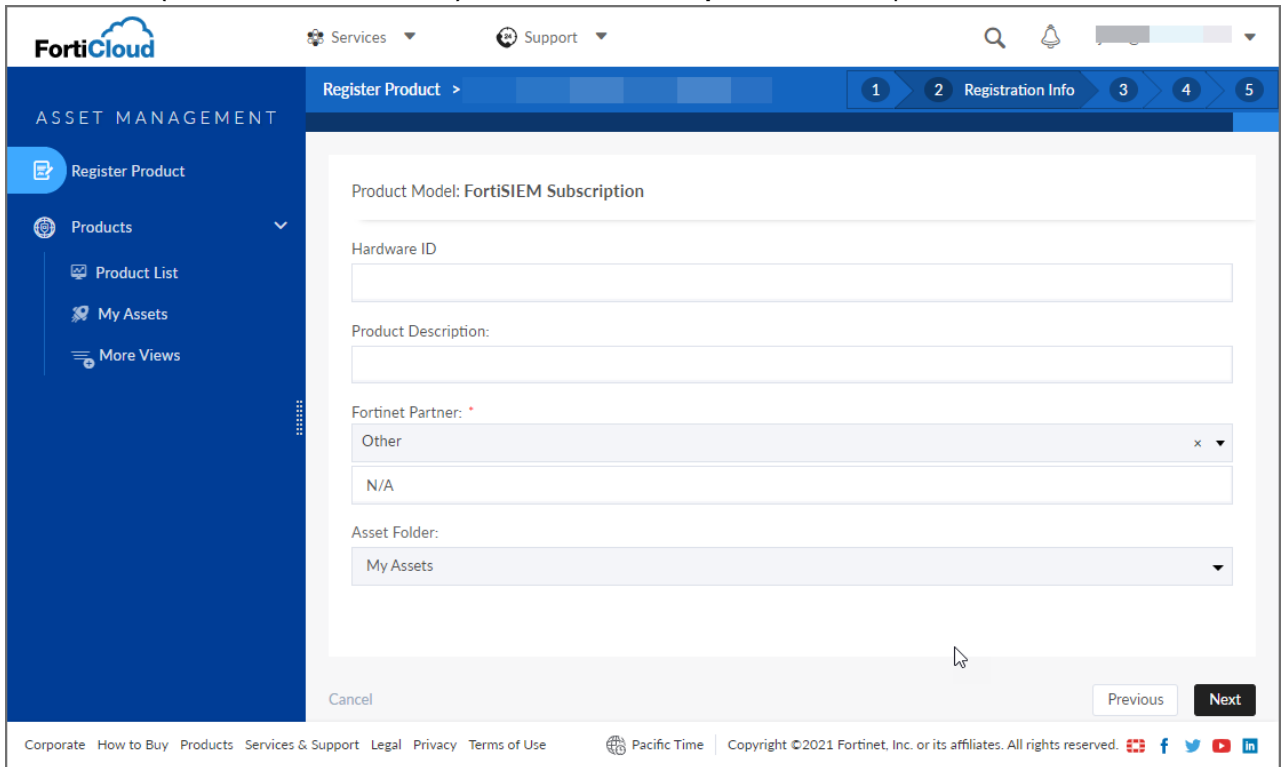 FortiCloud
Services
24 Support
Register Product >
1 2 Registration Info 3 4 5
ASSET MANAGEMENT
Register Product
Products
Product List
My Assets
More Views
Product Model: FortiSIEM Subscription
Hardware ID
Product Description:
Fortinet Partner: *
Other ×
N/A
Asset Folder:
My Assets
Cancel
Previous Next
Corporate How to Buy Products Services & Support Legal Privacy Terms of Use Pacific Time Copyright ©2021 Fortinet, Inc. or its affiliates. All rights reserved.